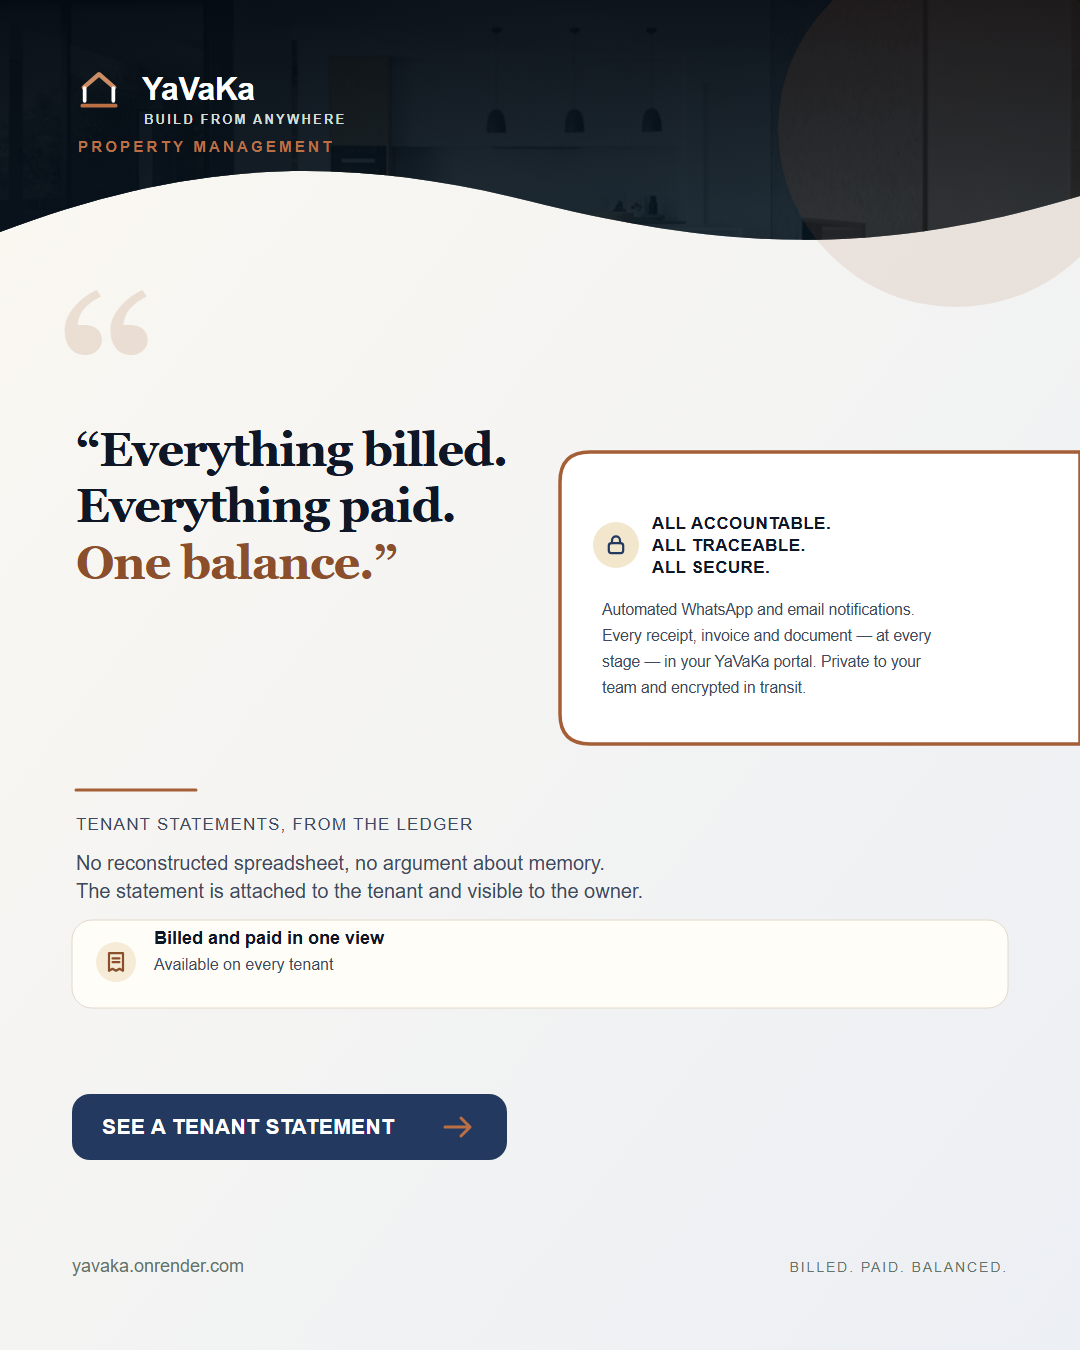 YaVaKa
BUILD FROM ANYWHERE
PROPERTY MANAGEMENT
“Everything billed.
Everything paid.
One balance.”
ALL ACCOUNTABLE.
ALL TRACEABLE.
ALL SECURE.
Automated WhatsApp and email notifications.
Every receipt, invoice and document — at every
stage — in your YaVaKa portal. Private to your
team and encrypted in transit.
TENANT STATEMENTS, FROM THE LEDGER
No reconstructed spreadsheet, no argument about memory.
The statement is attached to the tenant and visible to the owner.
Billed and paid in one view
Available on every tenant
SEE A TENANT STATEMENT
yavaka.onrender.com
BILLED. PAID. BALANCED.